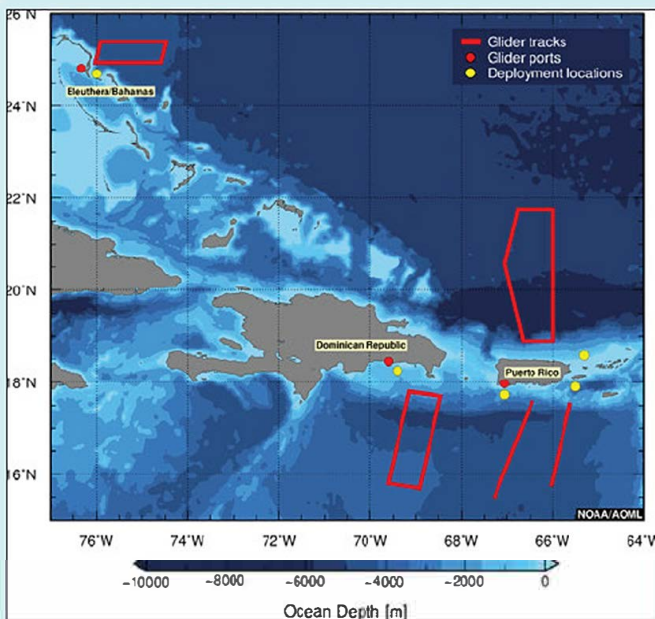 26°N
24°N
22°N
20°N
18°N
16°N
Glider tracks
Glider ports
Deployment locations
Eleuthera/Bahamas
Dominican Republic
Puerto Rico
NOAA/AOML
76°W 74°W 72°W 70°W 68°W 66°W 64°W
−10000 −8000 −6000 −4000 −2000 0
Ocean Depth [m]